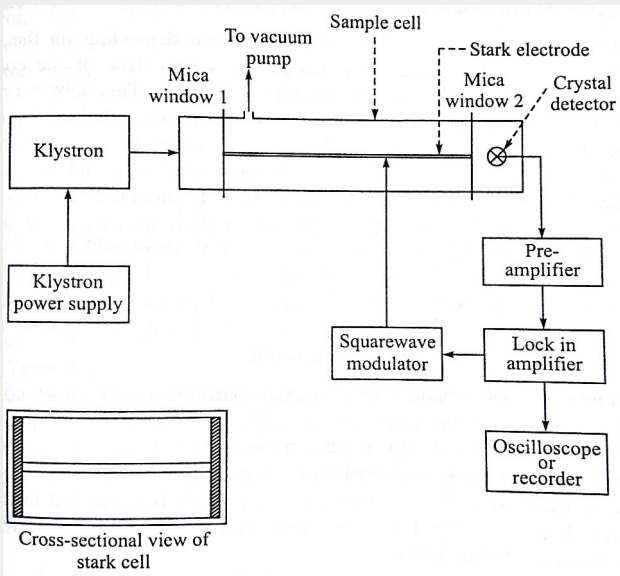 Sample cell
To vacuum
pump
Stark electrode
Mica
window 1
Mica
window 2
Crystal
detector
Klystron
Pre-
amplifier
Klystron
power supply
Squarewave
modulator
Lock in
amplifier
Oscilloscope
or
recorder
Cross-sectional view of
stark cell